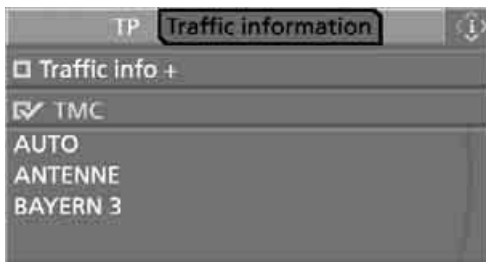 TP Traffic information i
Traffic info +
TMC
AUTO
ANTENNE
BAYERN 3